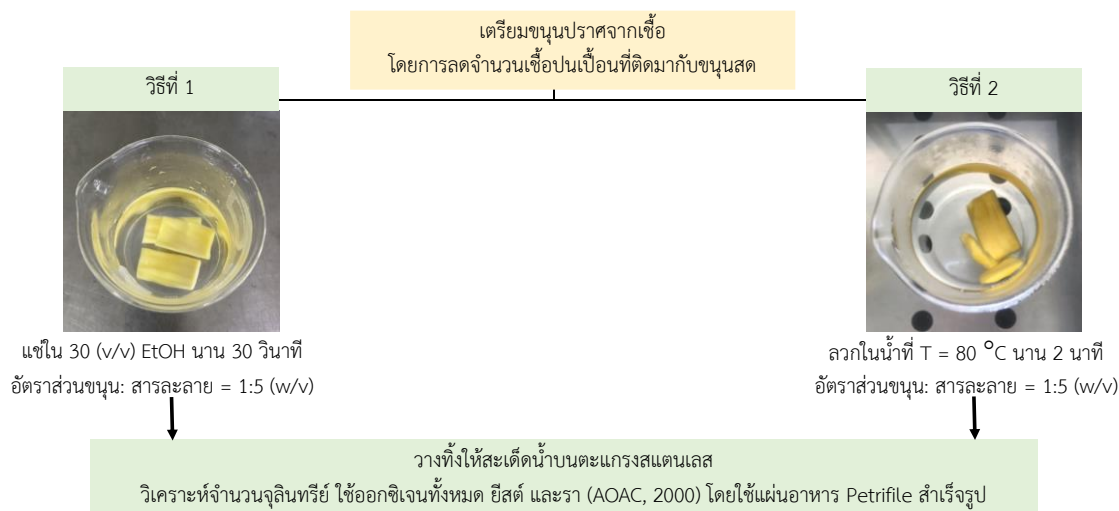 เตรียมขนุนปราศจากเชื้อ
โดยการลดจำนวนเชื้อปนเปื้อนที่ติดมากับขนุนสด
วิธีที่ 1
วิธีที่ 2
แช่ใน 30 (v/v) EtOH นาน 30 วินาที
อัตราส่วนขนุน: สารละลาย = 1:5 (w/v)
ลวกในน้ำที่ T = 80 °C นาน 2 นาที
อัตราส่วนขนุน: สารละลาย = 1:5 (w/v)
วางทิ้งให้สะเด็ดน้ำบนตะแกรงสแตนเลส
วิเคราะห์จำนวนจุลินทรีย์ ใช้ออกซิเจนทั้งหมด ยีสต์ และรา (AOAC, 2000) โดยใช้แผ่นอาหาร Petrifile สำเร็จรูป